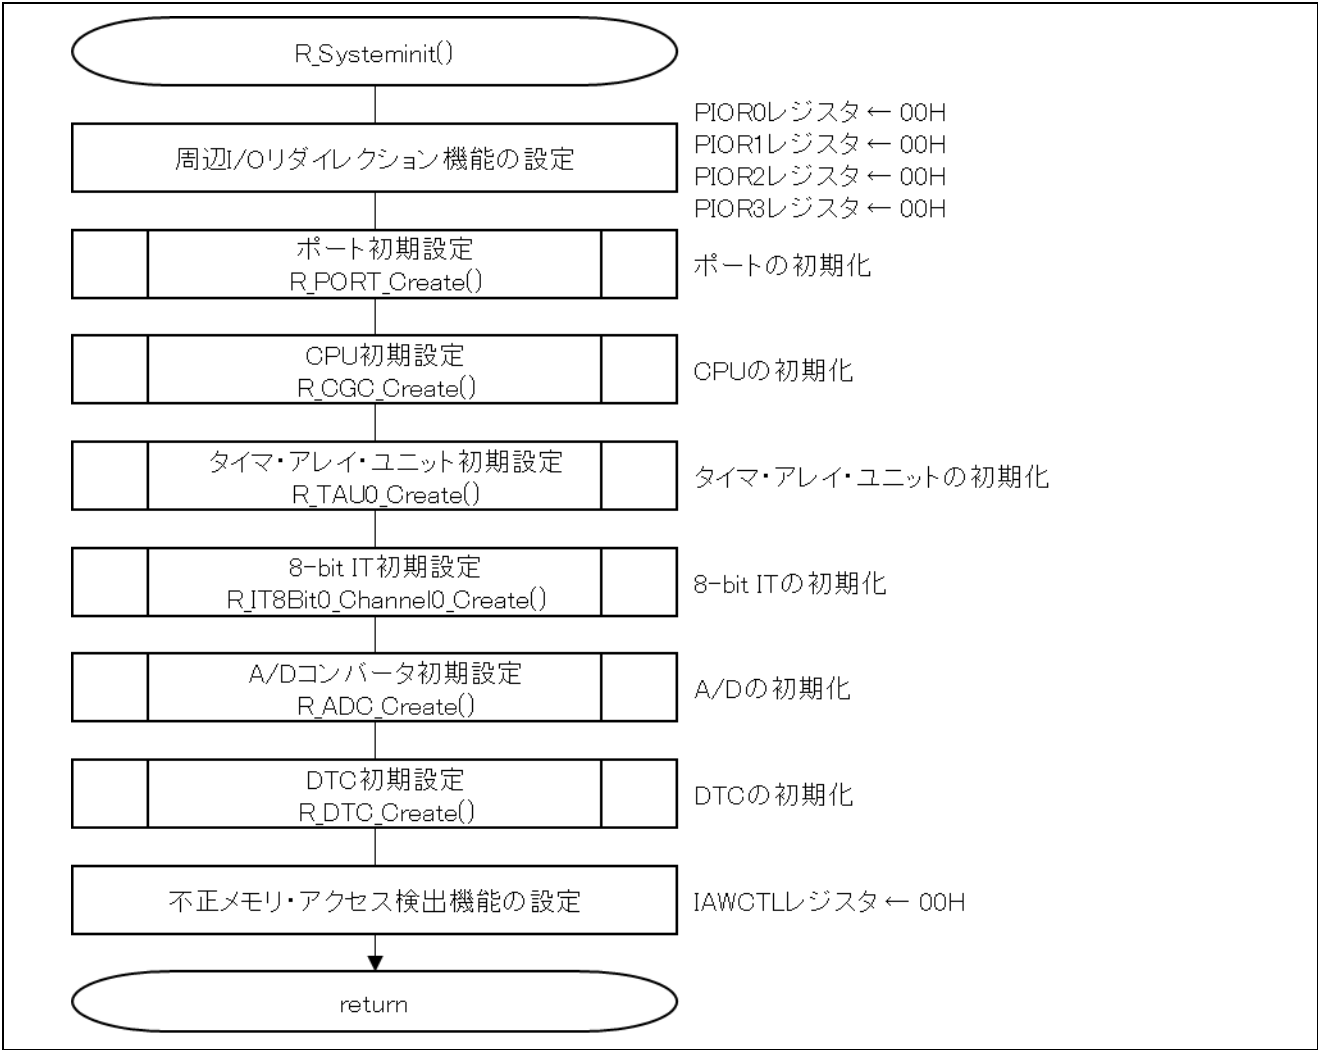 R_Systeminit()
周辺I/Oリダイレクション機能の設定
PIOR0レジスタ ← 00H
PIOR1レジスタ ← 00H
PIOR2レジスタ ← 00H
PIOR3レジスタ ← 00H
ポート初期設定
R_PORT_Create()
ポートの初期化
CPU初期設定
R_CGC_Create()
CPUの初期化
タイマ・アレイ・ユニット初期設定
R_TAU0_Create()
タイマ・アレイ・ユニットの初期化
8-bit IT初期設定
R_IT8Bit0_Channel0_Create()
8-bit ITの初期化
A/Dコンバータ初期設定
R_ADC_Create()
A/Dの初期化
DTC初期設定
R_DTC_Create()
DTCの初期化
不正メモリ・アクセス検出機能の設定
IAWCTLレジスタ ← 00H
return